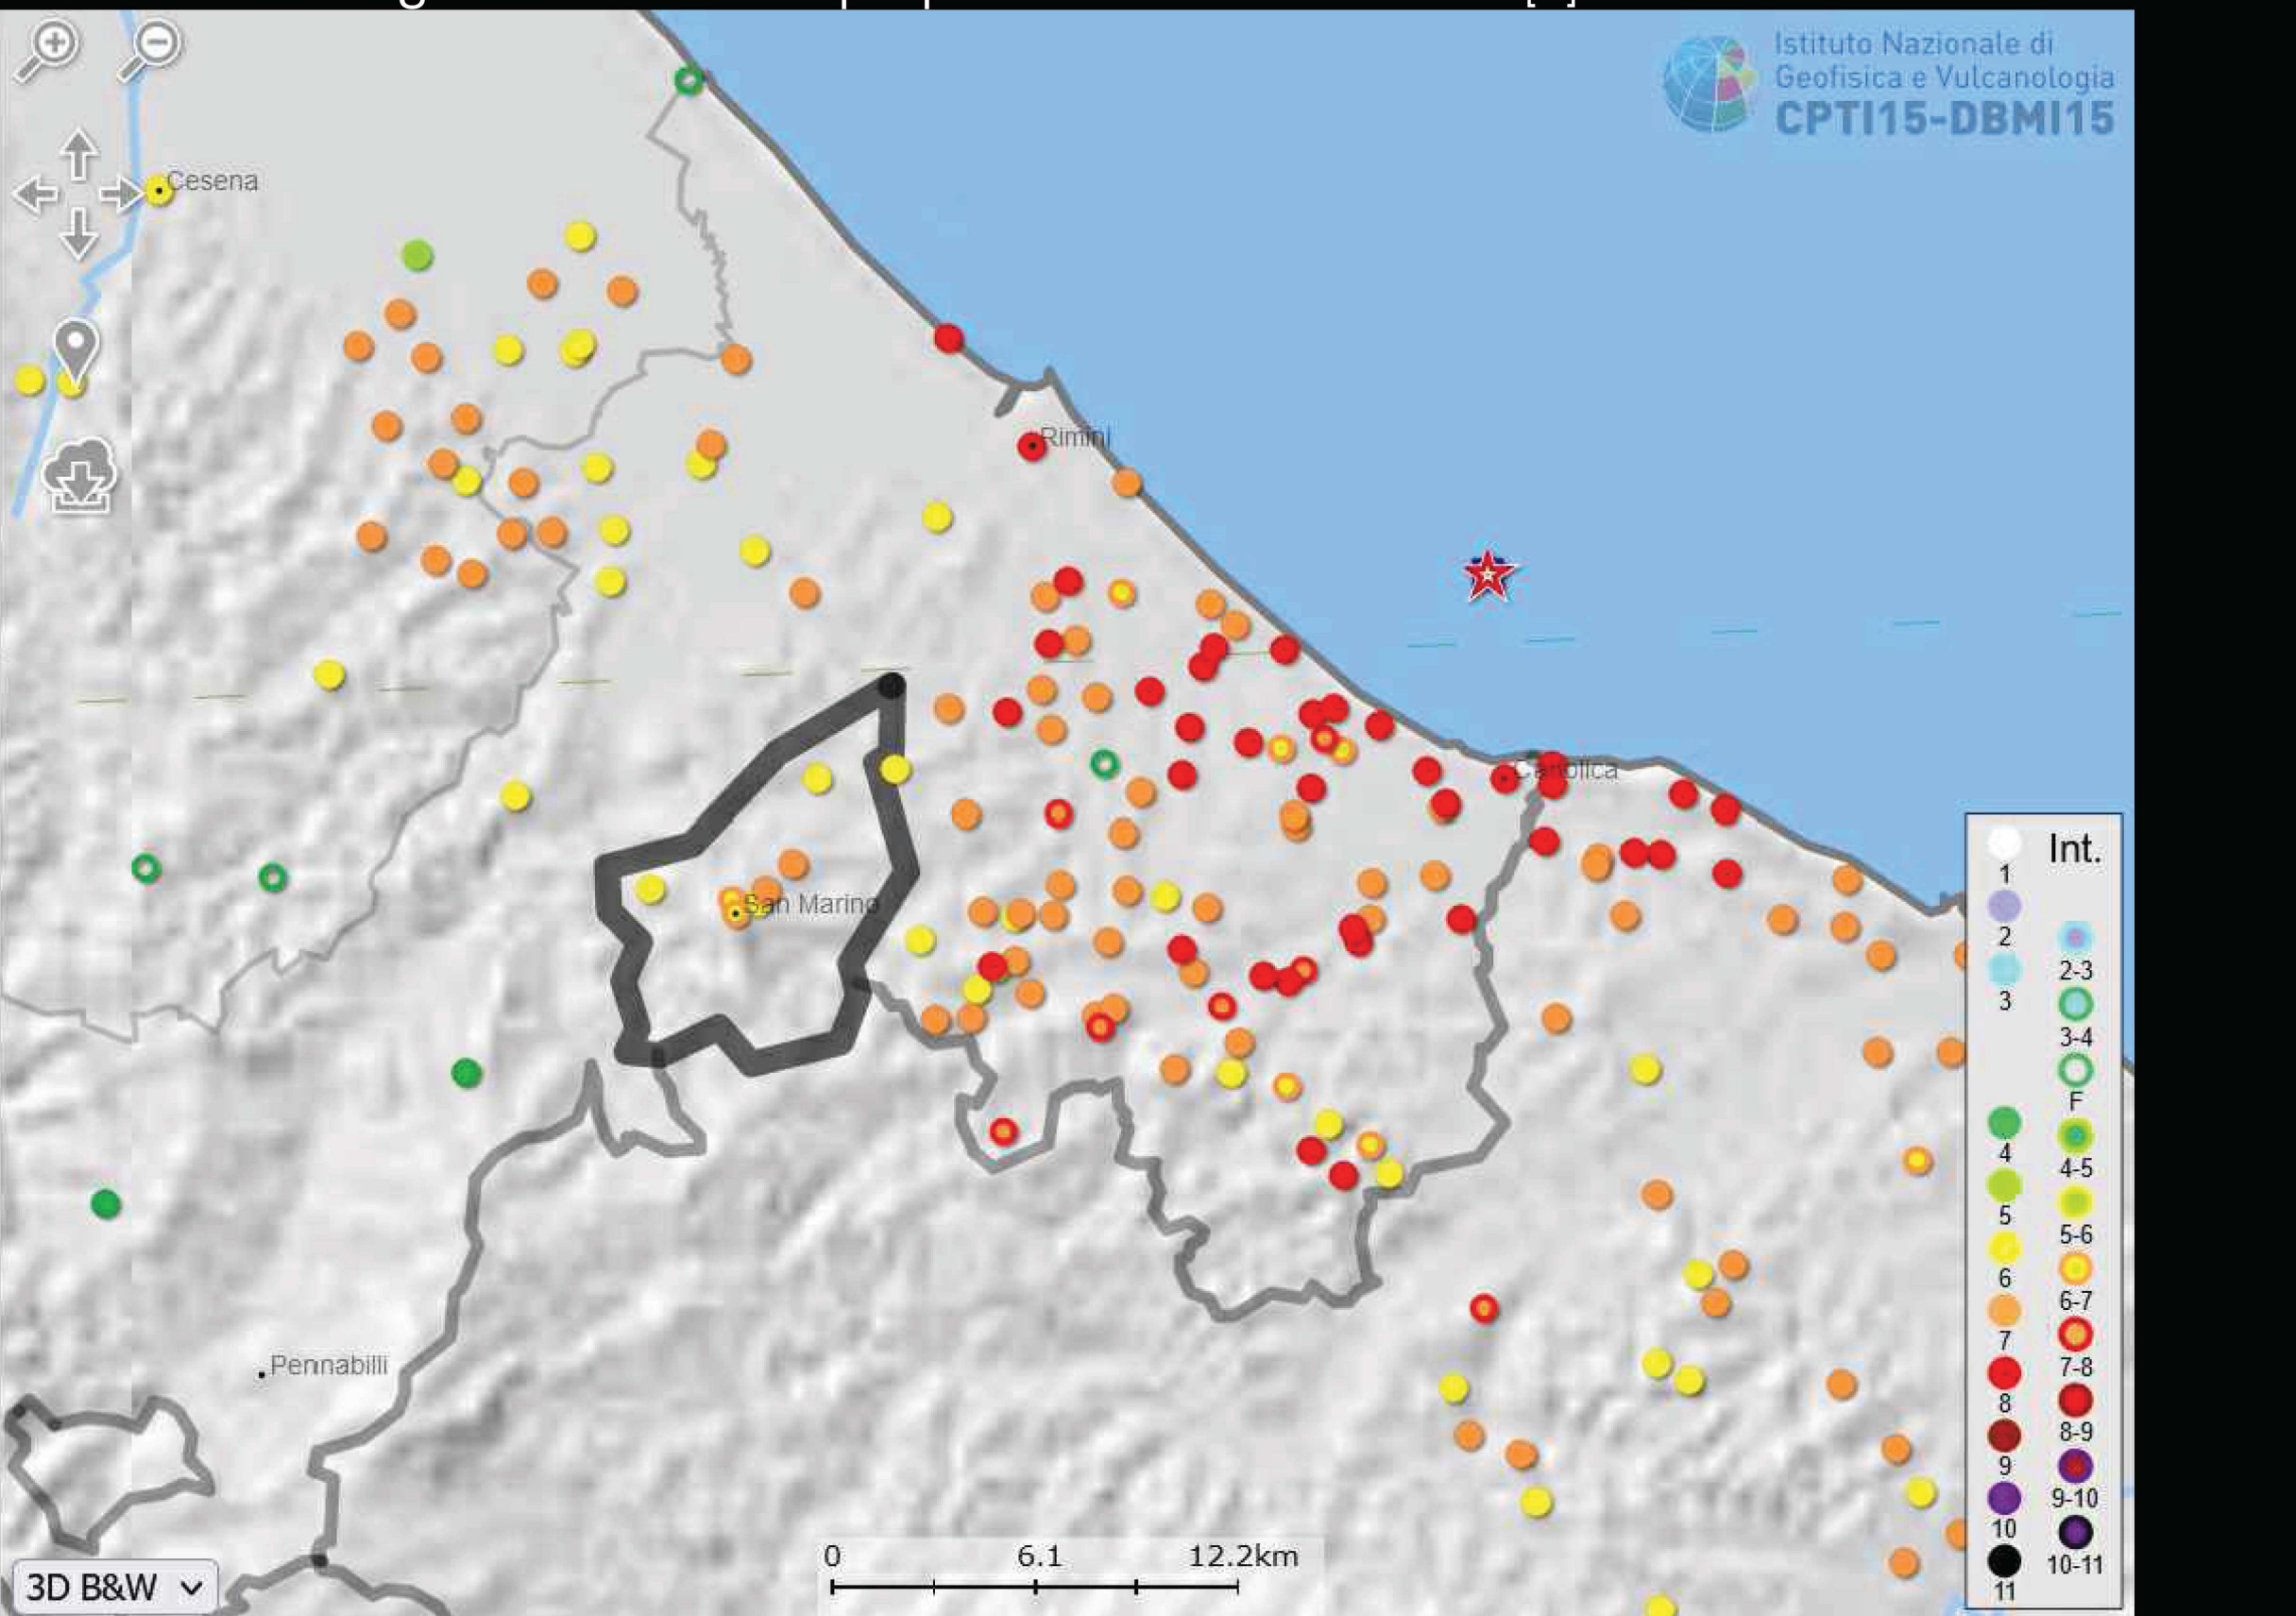 Istituto Nazionale di
Geofisica e Vulcanologia
CPTI15-DBMI15
Cesena
Rimini
Cattolica
San Marino
Pennabilli
Int.
1
2
2-3
3
3-4
F
4
4-5
5
5-6
6
6-7
7
7-8
8
8-9
9
9-10
10
10-11
11
0 6.1 12.2km
3D B&W